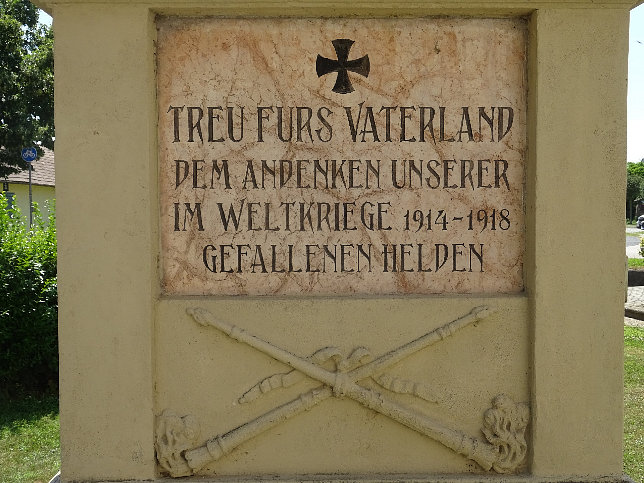 TREU FURS VATERLAND
DEM ANDENKEN UNSERER
IM WELTKRIEGE 1914-1918
GEFALLENEN HELDEN